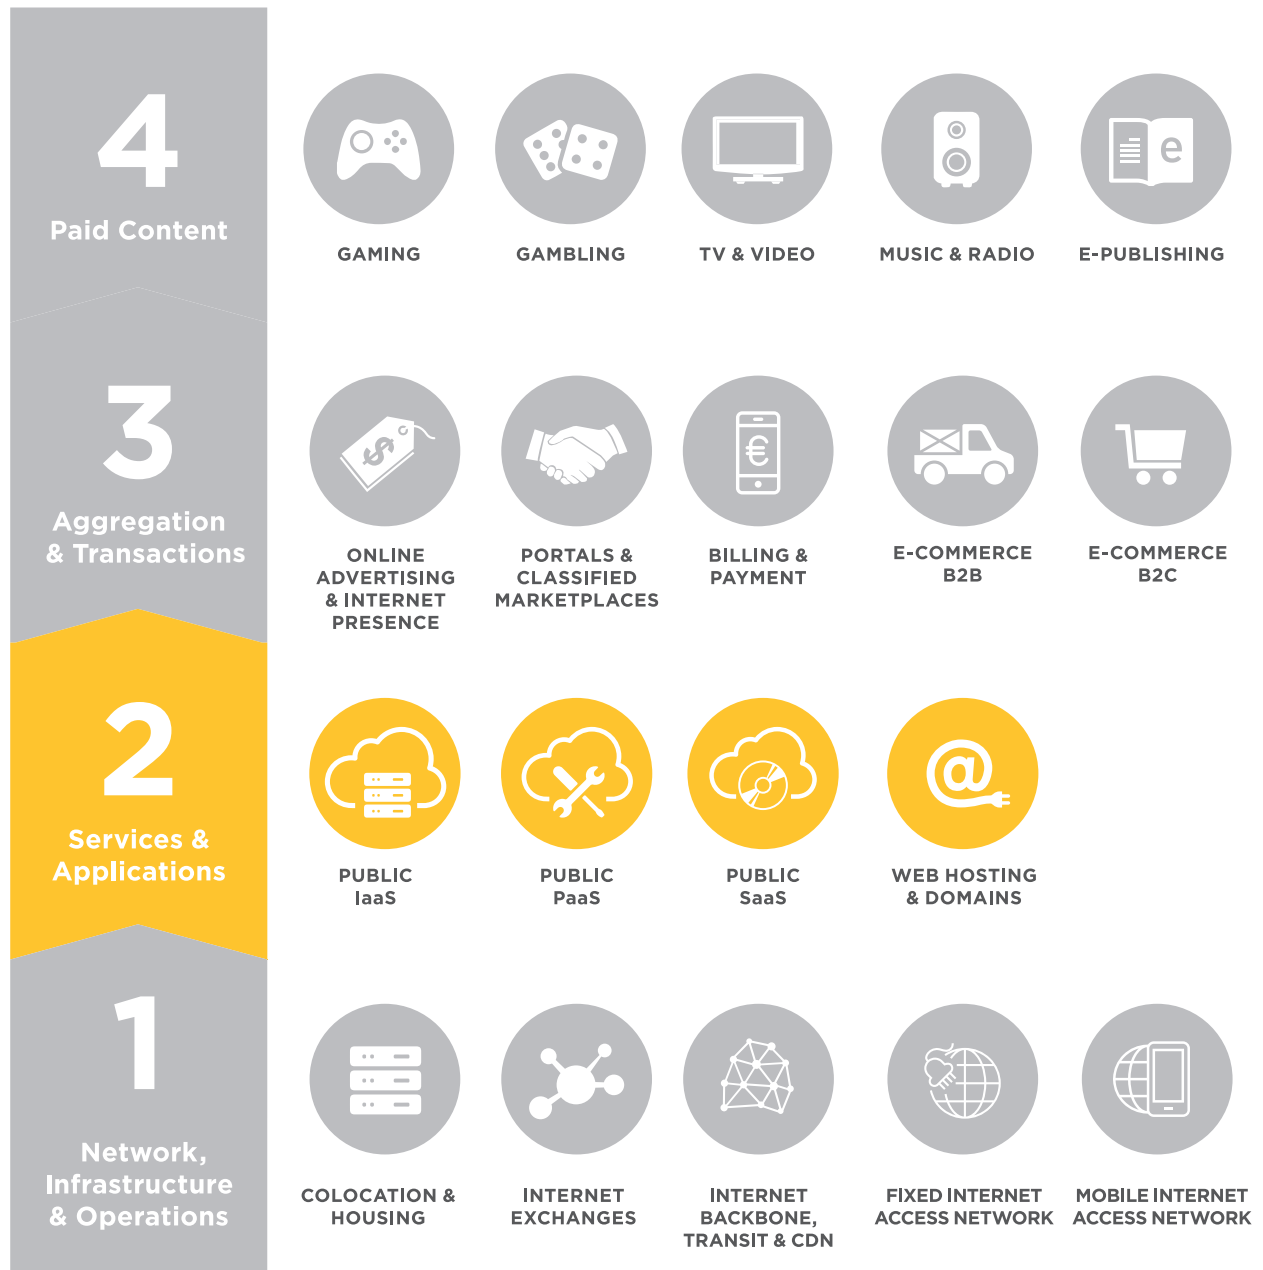 4
Paid Content
GAMING
GAMBLING
TV & VIDEO
MUSIC & RADIO
e
E-PUBLISHING
3
Aggregation
& Transactions
$
ONLINE
ADVERTISING
& INTERNET
PRESENCE
PORTALS &
CLASSIFIED
MARKETPLACES
€
BILLING &
PAYMENT
E-COMMERCE
B2B
E-COMMERCE
B2C
2
Services &
Applications
PUBLIC
IaaS
PUBLIC
PaaS
PUBLIC
SaaS
@
WEB HOSTING
& DOMAINS
1
Network,
Infrastructure
& Operations
COLOCATION &
HOUSING
INTERNET
EXCHANGES
INTERNET
BACKBONE,
TRANSIT & CDN
FIXED INTERNET
ACCESS NETWORK
MOBILE INTERNET
ACCESS NETWORK